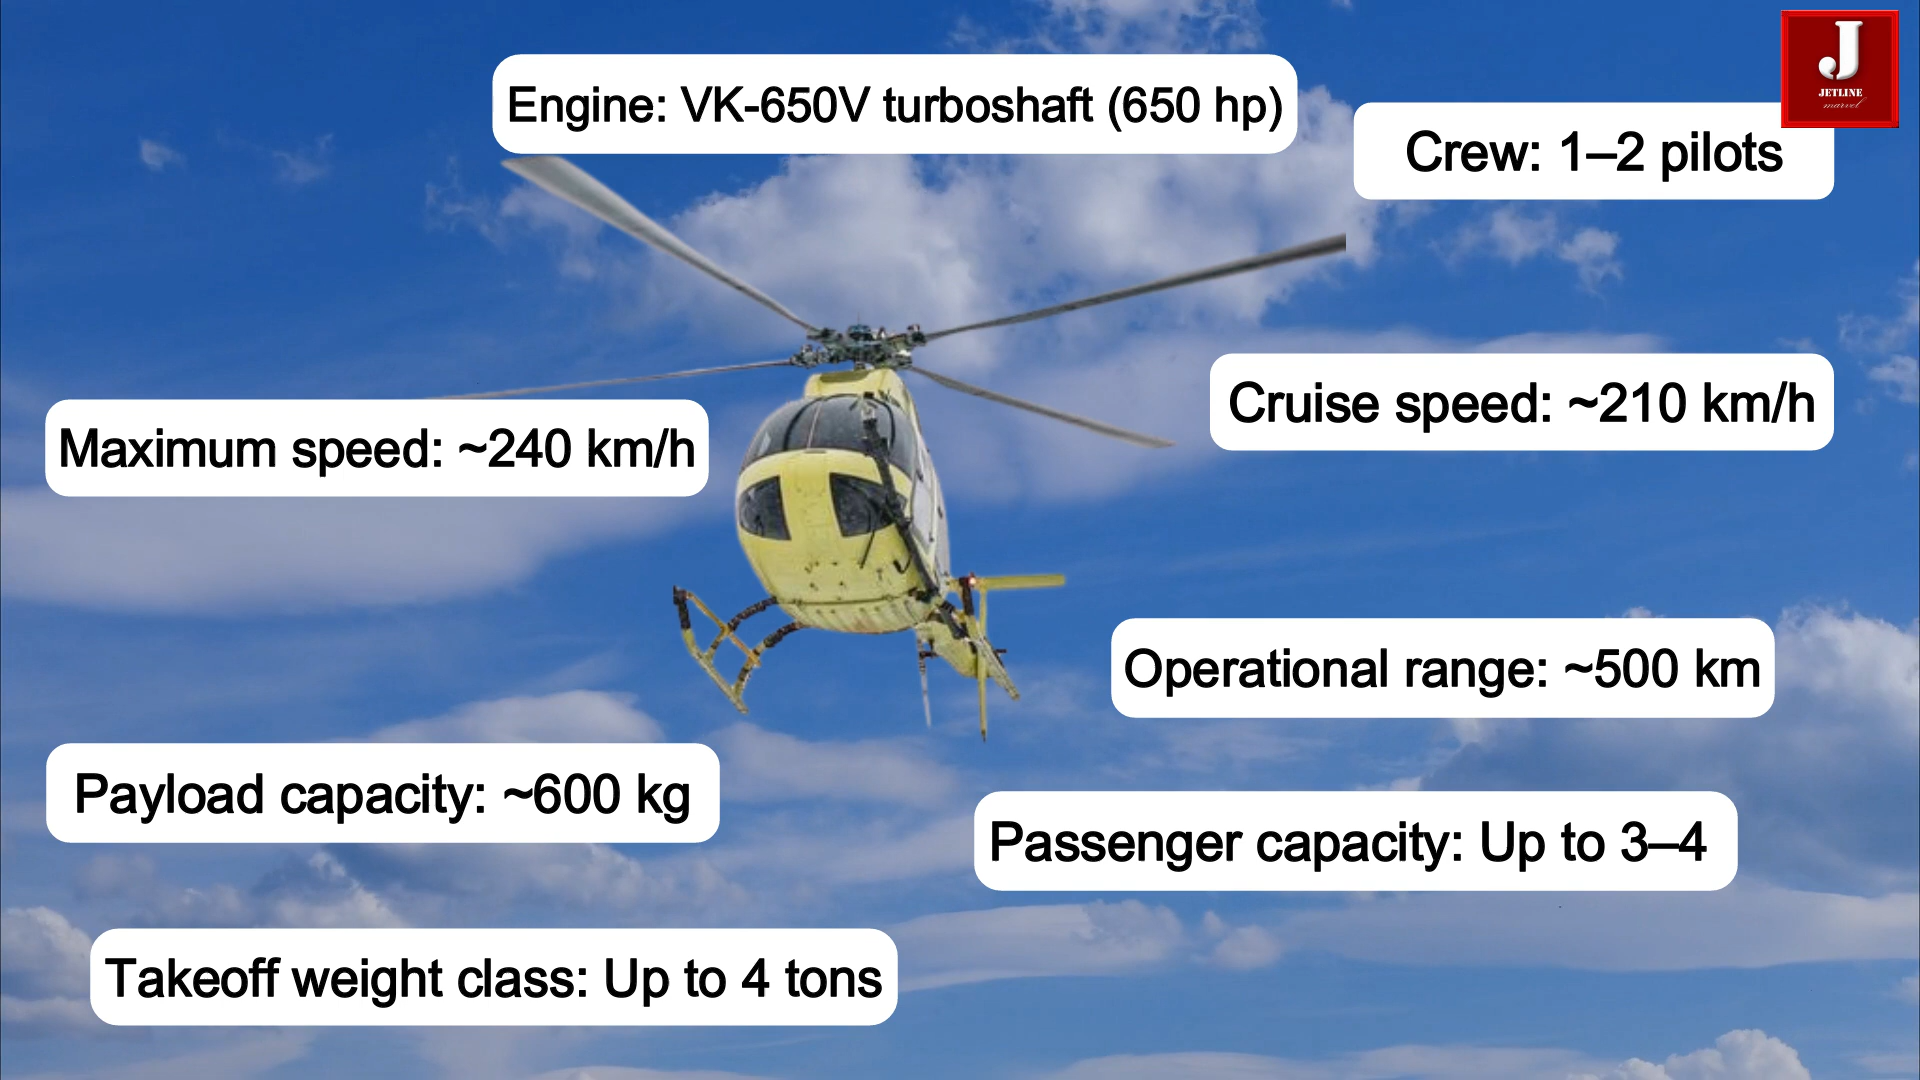 Engine: VK-650V turboshaft (650 hp)
J
JETLINE
marvel
Crew: 1–2 pilots
Cruise speed: ~210 km/h
Maximum speed: ~240 km/h
Operational range: ~500 km
Payload capacity: ~600 kg
Passenger capacity: Up to 3–4
Takeoff weight class: Up to 4 tons